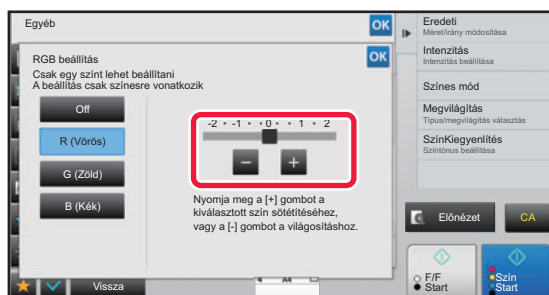 Egyéb
OK
RGB beállítás
OK
Csak egy színt lehet beállítani
A beállítás csak színesre vonatkozik
Off
R (Vörös)
G (Zöld)
B (Kék)
-2 • -1 • •0• • 1 • 2
− +
Nyomja meg a [+] gombot a
kiválasztott szín sötétítéséhez,
vagy a [-] gombot a világosításhoz.
Vissza
A4
Eredeti
Méret/irány módosítása
Intenzitás
Intenzitás beállítása
Színes mód
Megvilágítás
Típus/megvilágítás választás
SzínKiegyenlítés
Színtónus beállítása
Előnézet
CA
F/F
Start
Szín
Start